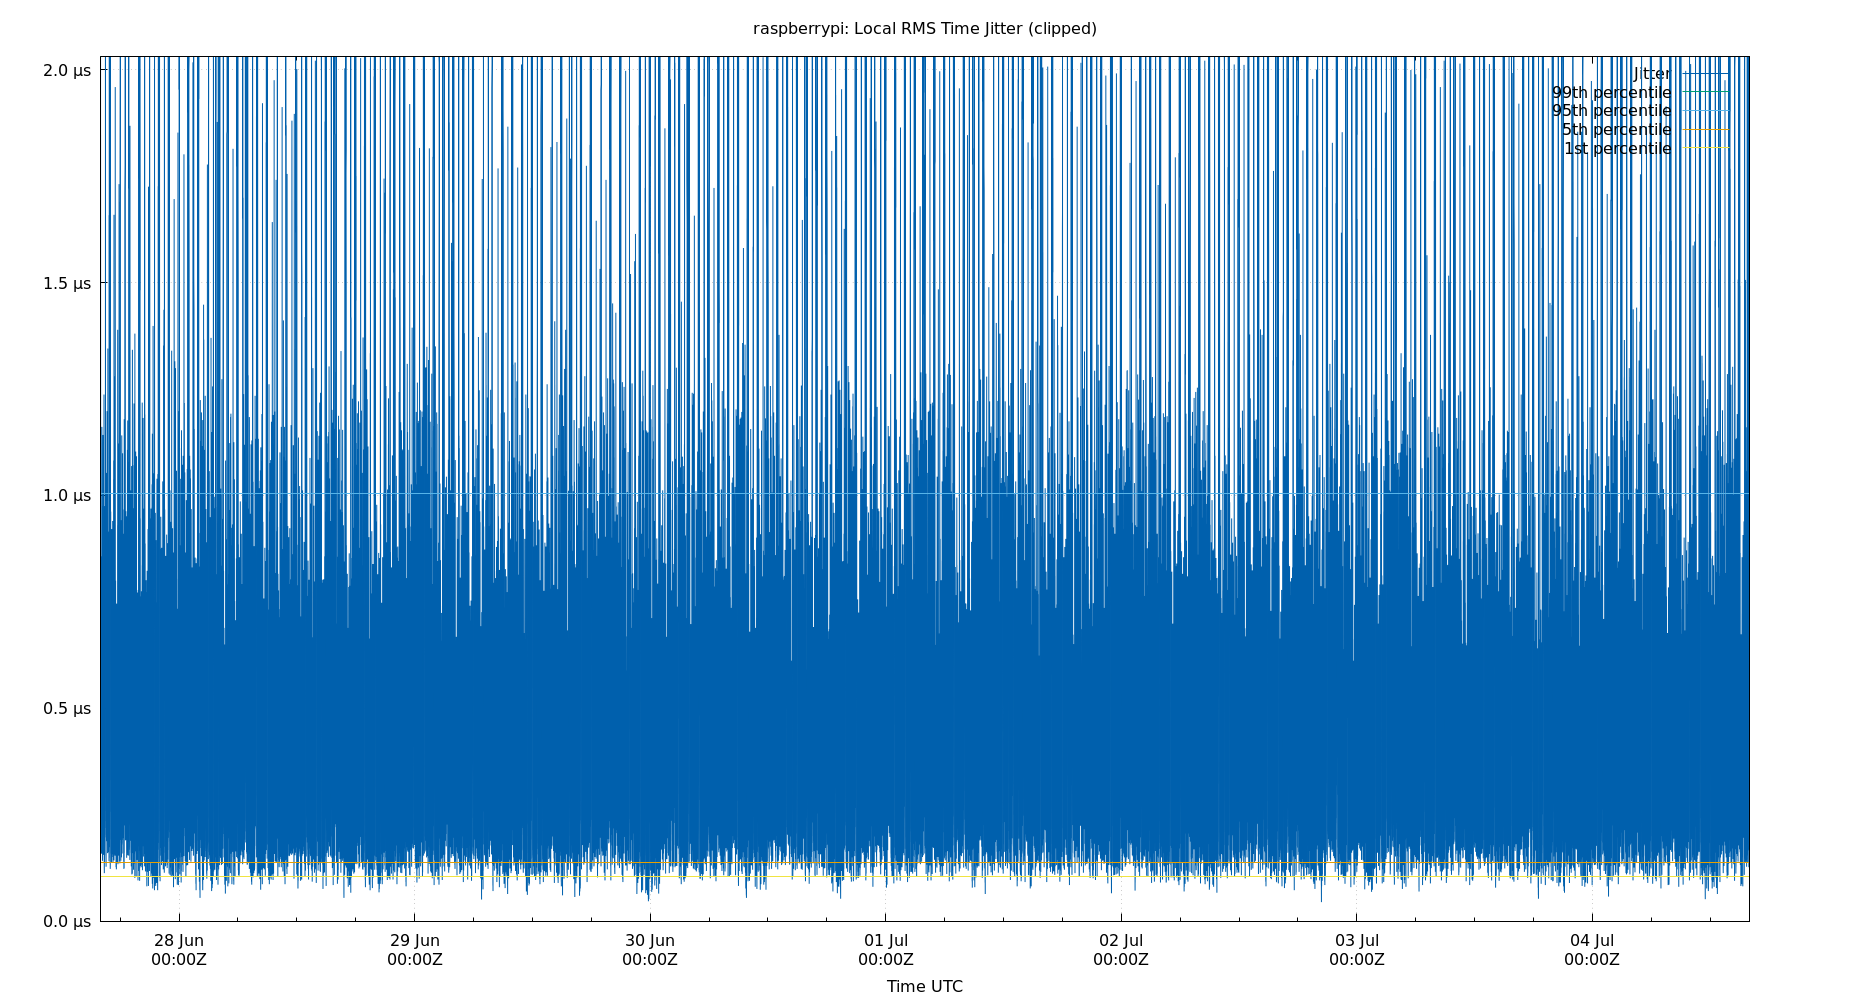 raspberrypi: Local RMS Time Jitter (clipped)
2.0 µs
1.5 µs
1.0 µs
0.5 µs
0.0 µs
Jitter
99th percentile
95th percentile
5th percentile
1st percentile
28 Jun 29 Jun 30 Jun 01 Jul 02 Jul 03 Jul 04 Jul
00:00Z 00:00Z 00:00Z 00:00Z 00:00Z 00:00Z 00:00Z
Time UTC